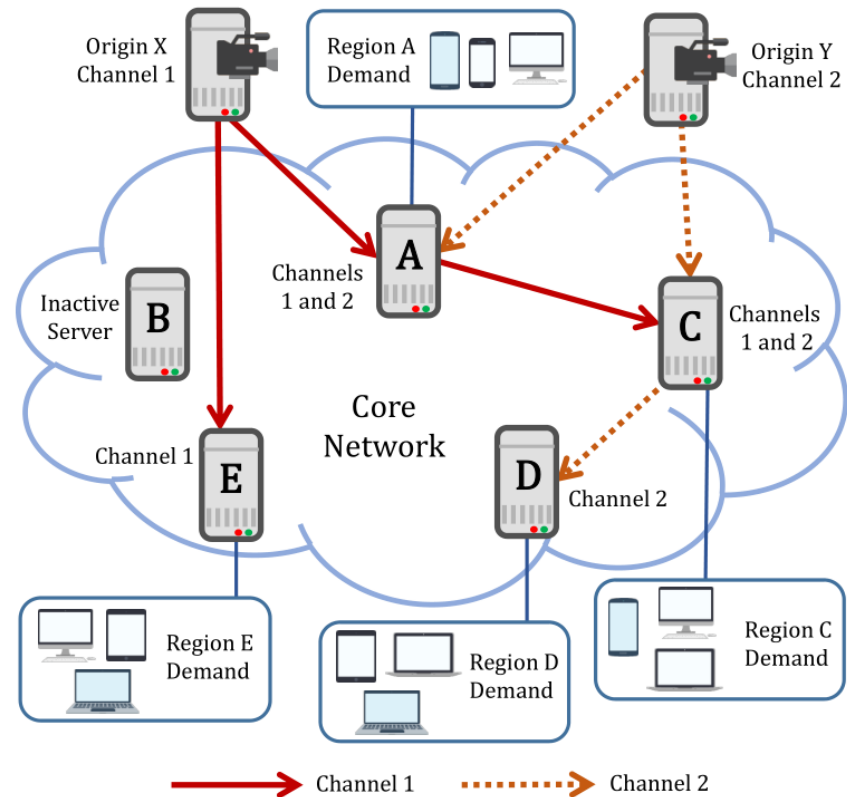 Origin X
Channel 1
Region A
Demand
Origin Y
Channel 2
A
Channels
1 and 2
Inactive
Server
B
C
Channels
1 and 2
Core
Network
Channel 1
E
D
Channel 2
Region E
Demand
Region D
Demand
Region C
Demand
Channel 1
Channel 2